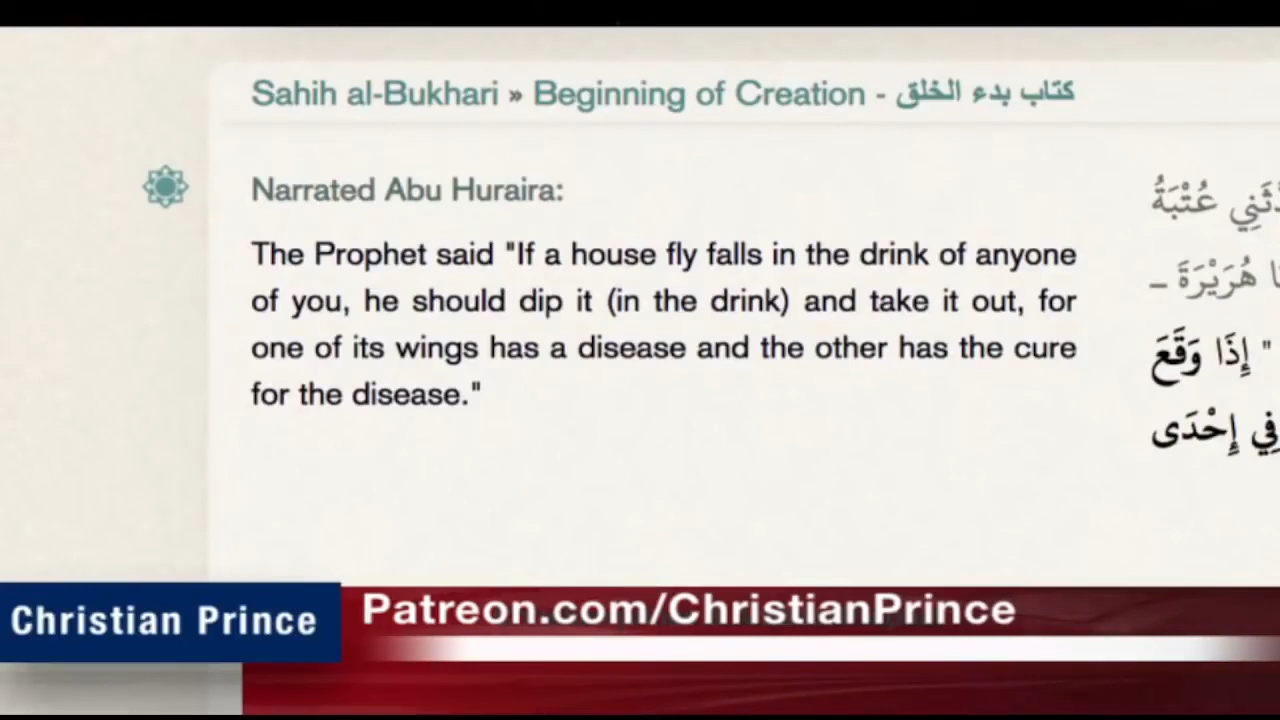 Sahih al-Bukhari » Beginning of Creation - كتاب بدء الخلق
Narrated Abu Huraira:
The Prophet said "If a house fly falls in the drink of anyone
of you, he should dip it (in the drink) and take it out, for
one of its wings has a disease and the other has the cure
for the disease."
عُتْبَةُ
هُرَيْرَةَ ـ
" إِذَا وَقَعَ
فِي إِحْدَى
Christian Prince
Patreon.com/ChristianPrince